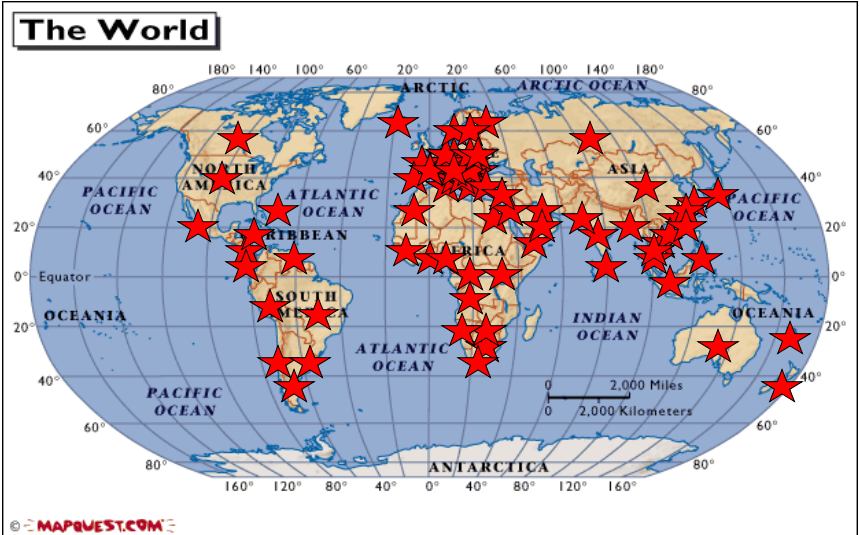 The World
180° 140° 100° 60° 20° 20° 60° 100° 140° 180°
ARCTIC
ARCTIC OCEAN
80°
80°
60°
60°
NORTH
AMERICA
ASIA
40°
40°
PACIFIC
OCEAN
ATLANTIC
OCEAN
PACIFIC
OCEAN
20°
20°
0°
Equator
0°
SOUTH
OCEANIA
INDIAN
OCEAN
OCEANIA
20°
20°
ATLANTIC
OCEAN
40°
40°
PACIFIC
OCEAN
0 2,000 Miles
0 2,000 Kilometers
60°
60°
80°
ANTARCTICA
80°
160° 120° 80° 40° 0° 40° 80° 120° 160°
© MAPQUEST.COM